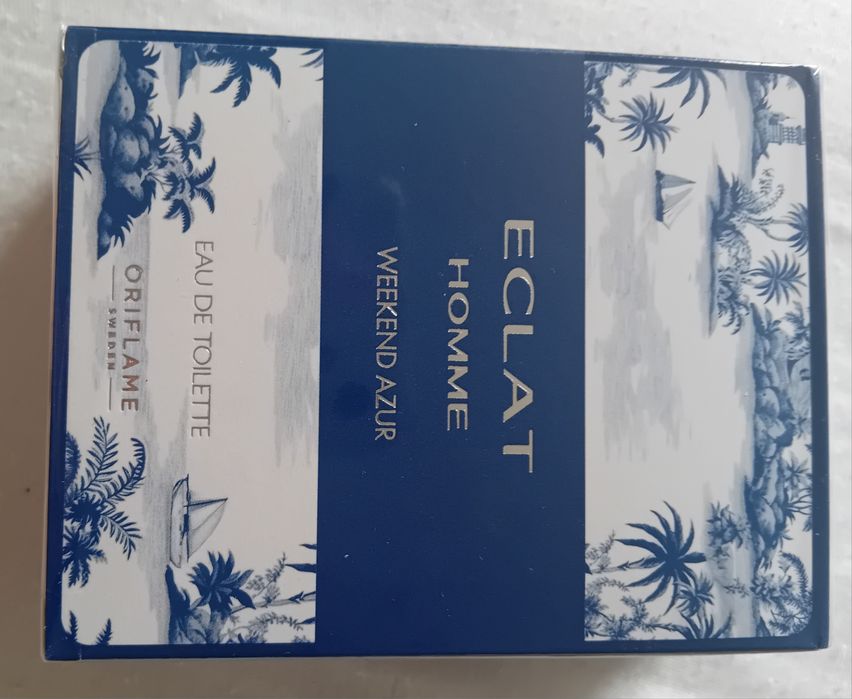 ECLAT
HOMME
WEEKEND AZUR
EAU DE TOILETTE
ORIFLAME
SWEDEN